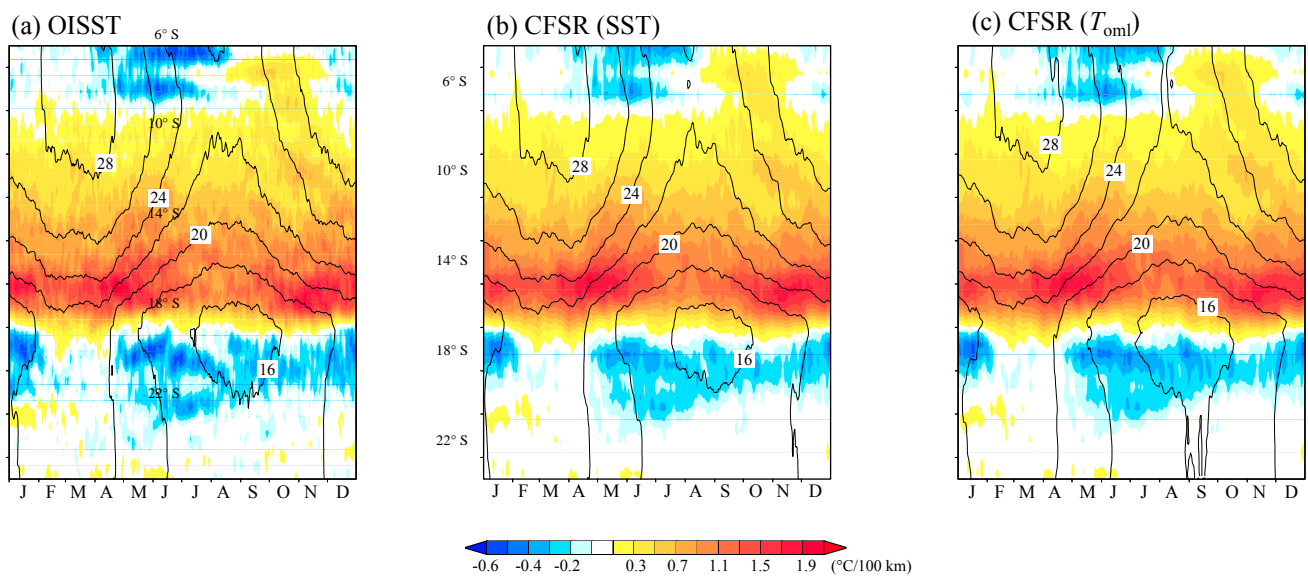 (a) OISST
6° S
10° S
28
24
14° S
20
18° S
16
22° S
J F M A M J J A S O N D
(b) CFSR (SST)
6° S
10° S
14° S
18° S
22° S
28
24
20
16
J F M A M J J A S O N D
(c) CFSR (Toml)
28
24
20
16
J F M A M J J A S O N D
-0.6 -0.4 -0.2 0.3 0.7 1.1 1.5 1.9 (°C/100 km)